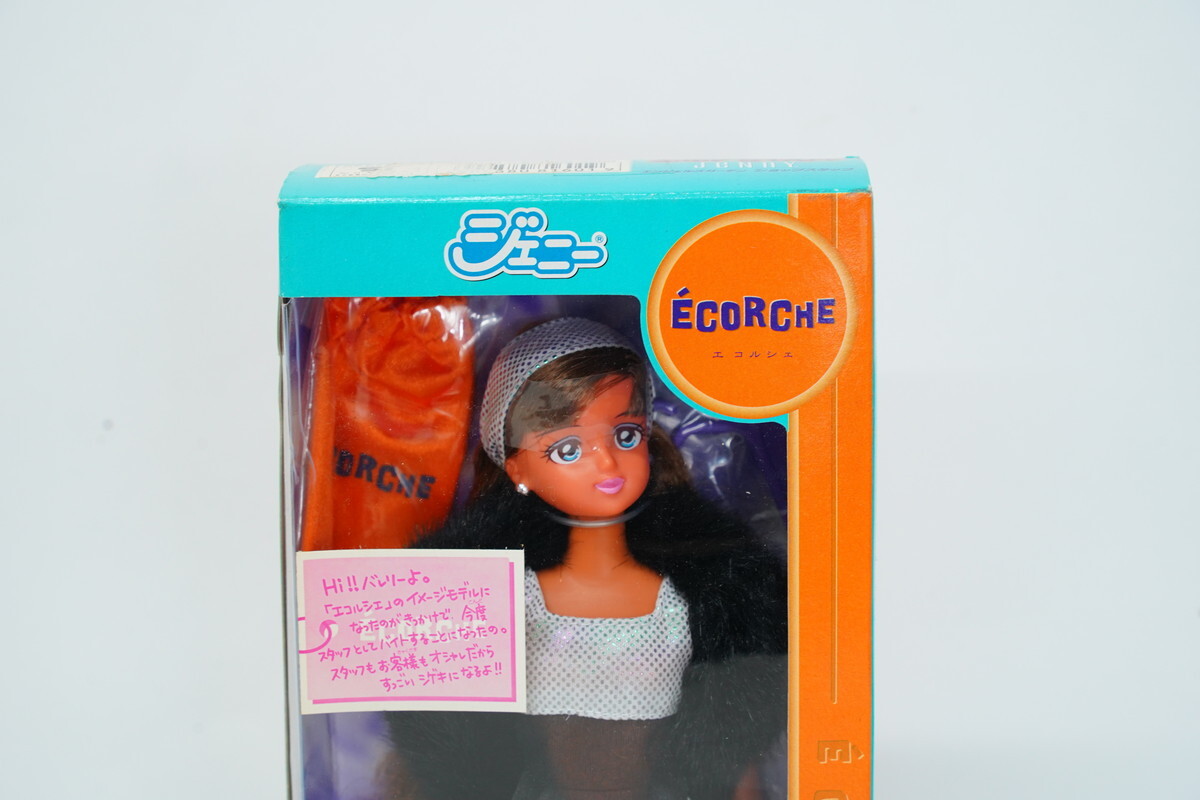 ジェニー®
ÉCORCHE
エコルシェ
ORCHE
Hi!! バレリーよ。
「エコルシェ」のイメージモデルに
なったのがきっかけで、今度
スタッフとしてバイトすることになったの。
スタッフもお客様もオシャレだから
すっごいシゲキになるよ!!
É